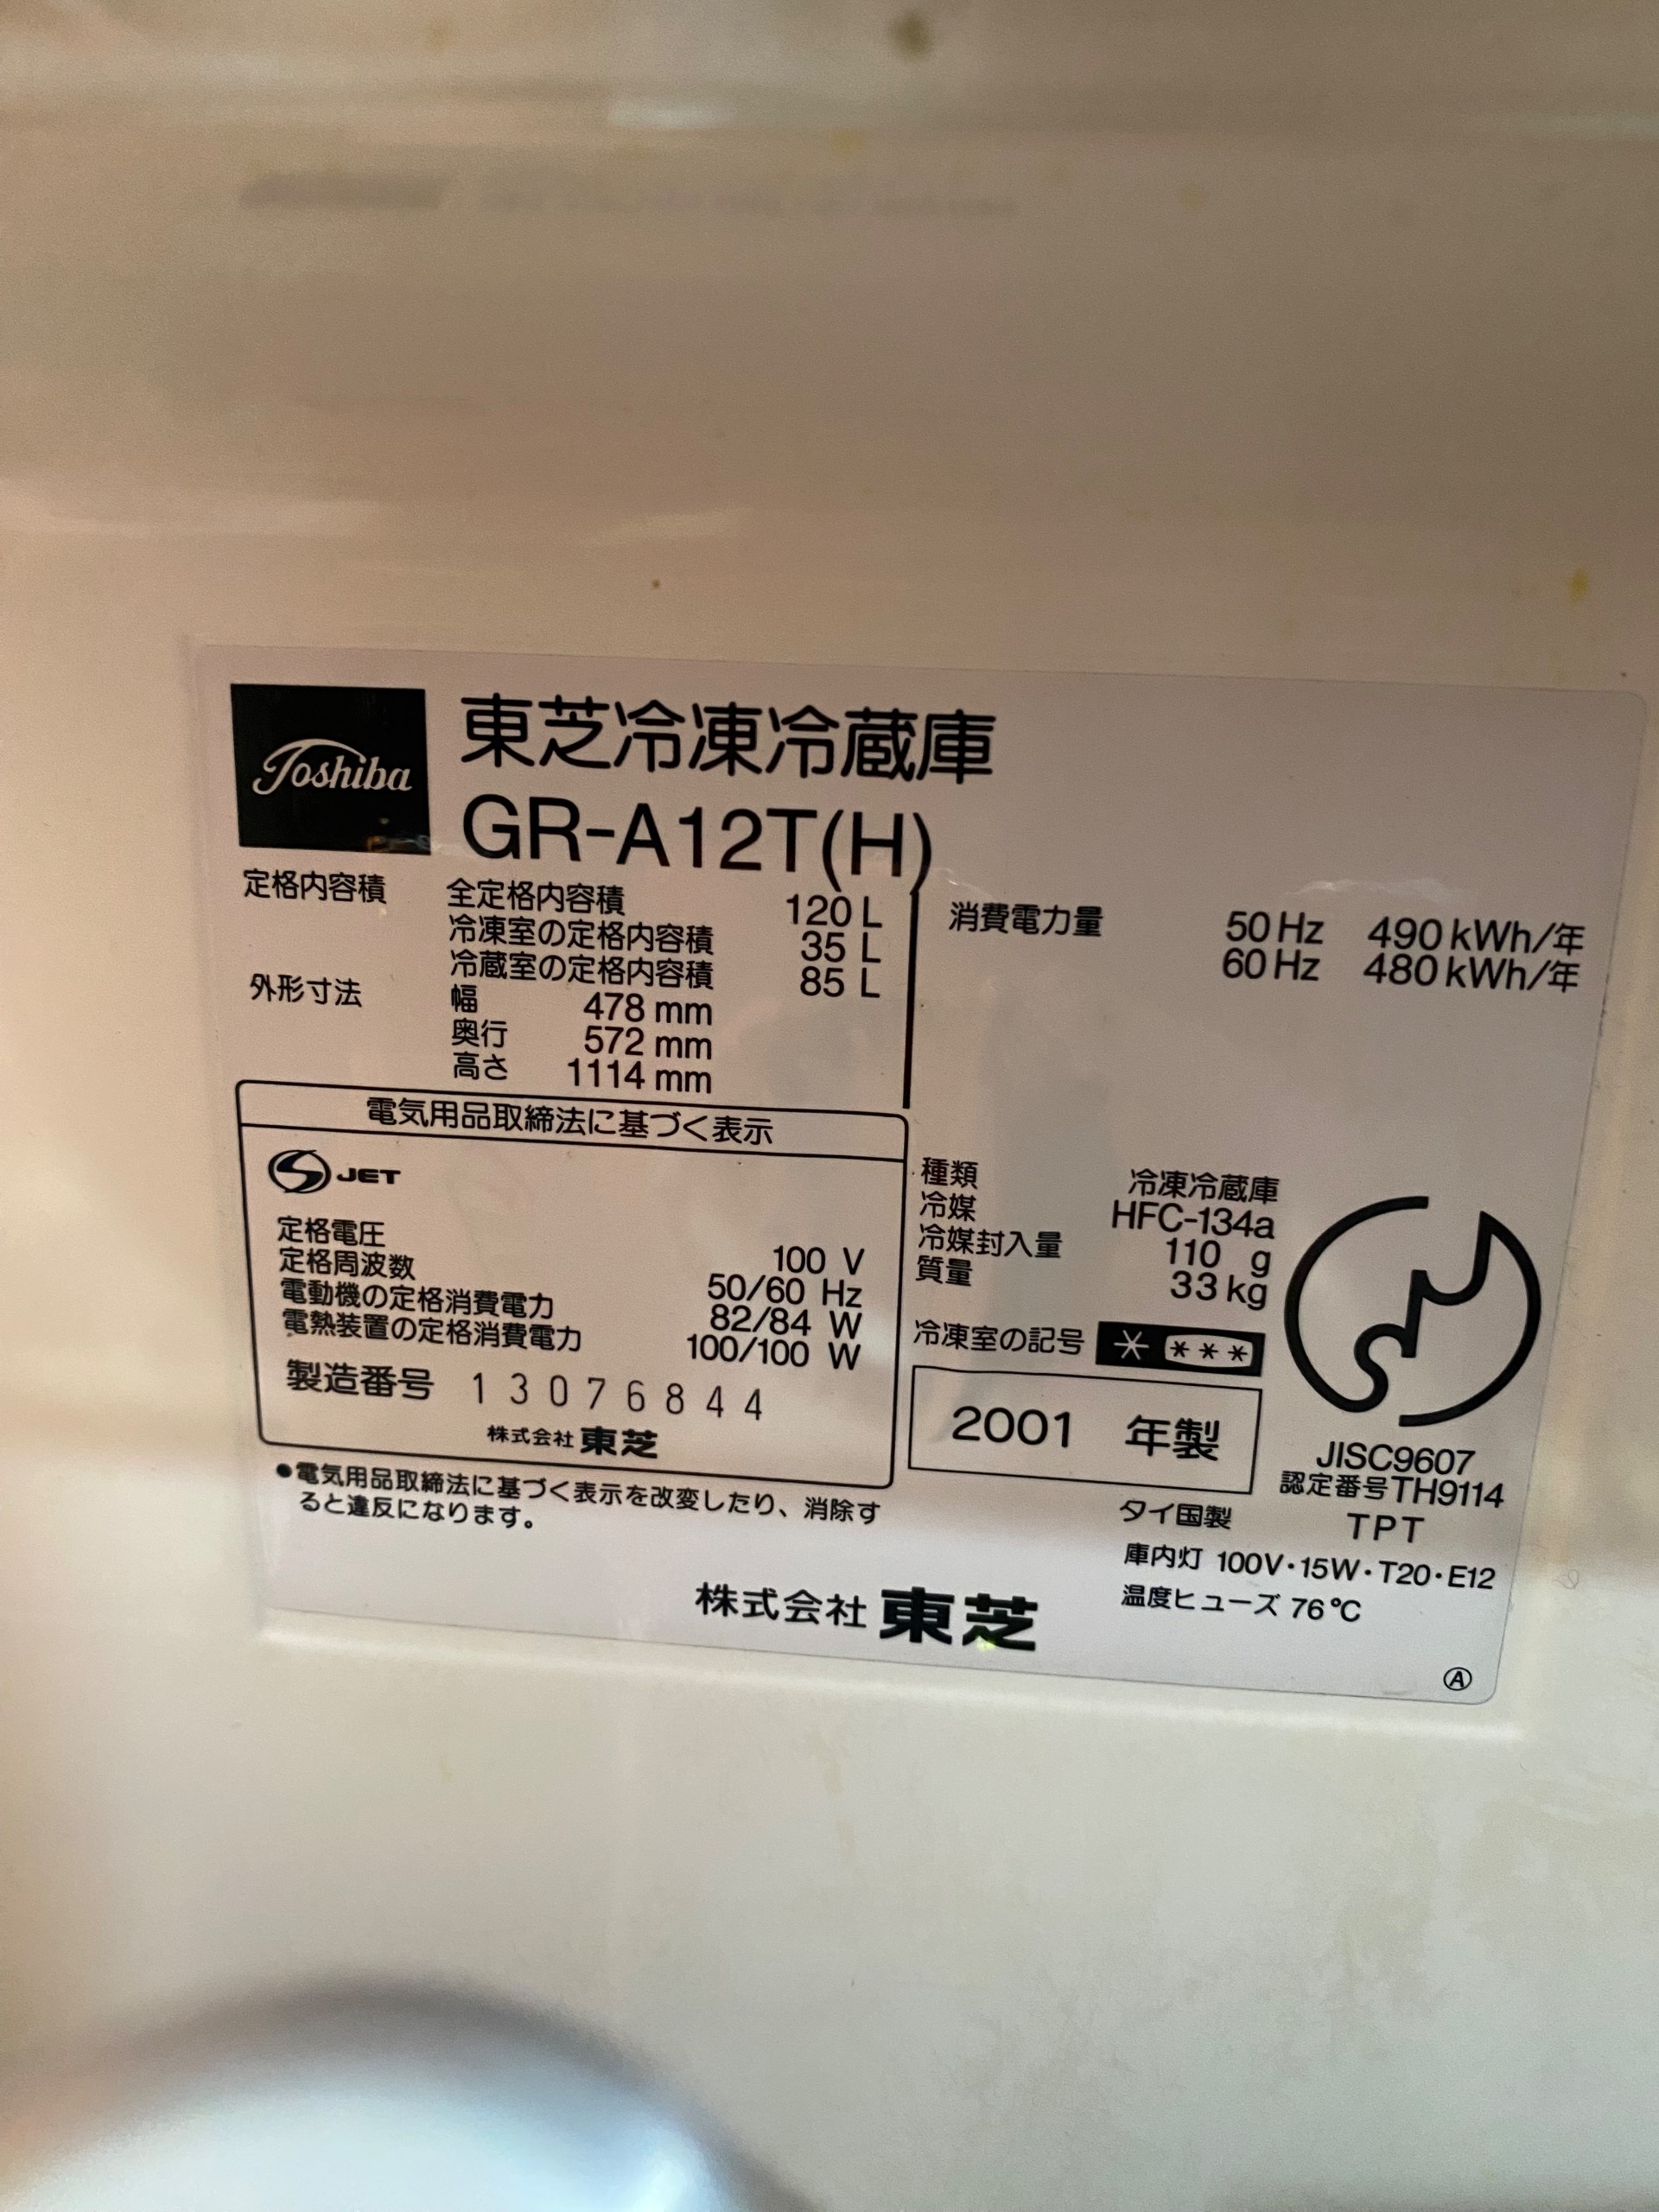 Toshiba
東芝冷凍冷蔵庫
GR-A12T(H)
定格内容積 全定格内容積 120 L
冷凍室の定格内容積 35 L
冷蔵室の定格内容積 85 L
外形寸法 幅 478 mm
奥行 572 mm
高さ 1114 mm
消費電力量 50 Hz 490 kWh/年
60 Hz 480 kWh/年
電気用品取締法に基づく表示
S JET
定格電圧 100 V
定格周波数 50/60 Hz
電動機の定格消費電力 82/84 W
電熱装置の定格消費電力 100/100 W
製造番号 13076844
株式会社 東芝
種類 冷凍冷蔵庫
冷媒 HFC-134a
冷媒封入量 110 g
質量 33 kg
冷凍室の記号 * ***
2001 年製
JISC9607
認定番号TH9114
TPT
●電気用品取締法に基づく表示を改変したり、消除す
ると違反になります。
タイ国製
庫内灯 100V・15W・T20・E12
温度ヒューズ 76℃
株式会社 東芝
Ⓐ